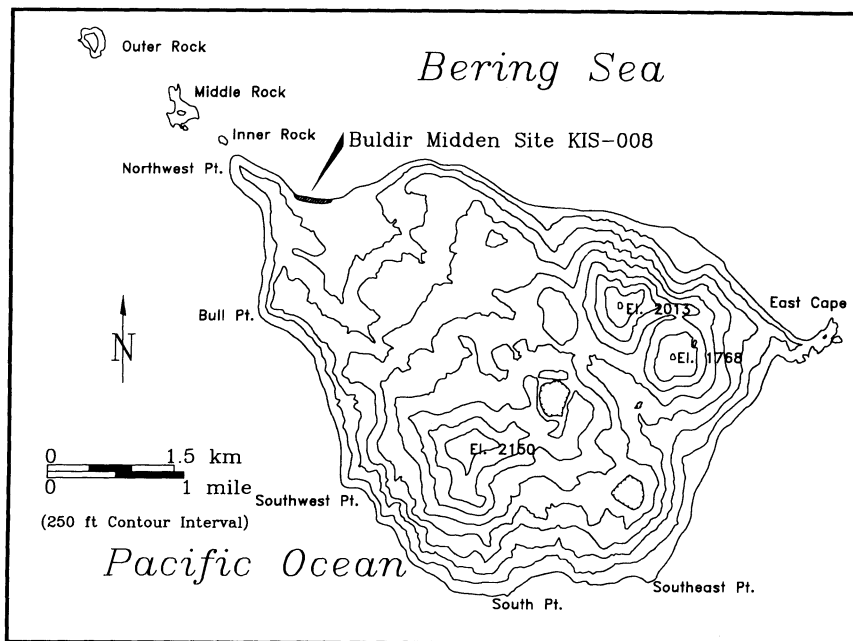 Outer Rock
Bering Sea
Middle Rock
Inner Rock
Buldir Midden Site KIS-008
Northwest Pt.
East Cape
Bull Pt.
El. 2013
N
El. 1768
El. 2150
0 1.5 km
0 1 mile
Southwest Pt.
(250 ft Contour Interval)
Pacific Ocean
Southeast Pt.
South Pt.